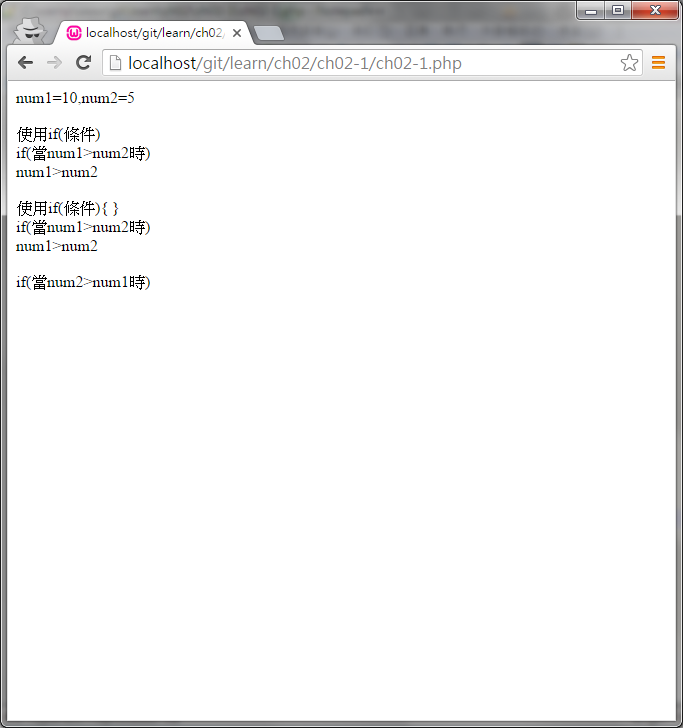 localhost/git/learn/ch02/
localhost/git/learn/ch02/ch02-1/ch02-1.php
num1=10,num2=5
使用if(條件)
if(當num1>num2時)
num1>num2
使用if(條件){ }
if(當num1>num2時)
num1>num2
if(當num2>num1時)